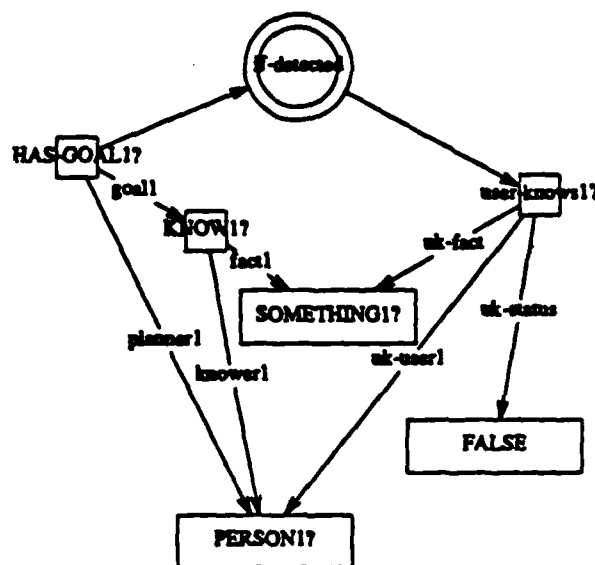 if-detected
HAS-GOAL1?
goal1
user-knows1?
KNOW1?
uk-fact
fact1
SOMETHING1?
uk-status
planner1
knower1
uk-user1
FALSE
PERSON1?